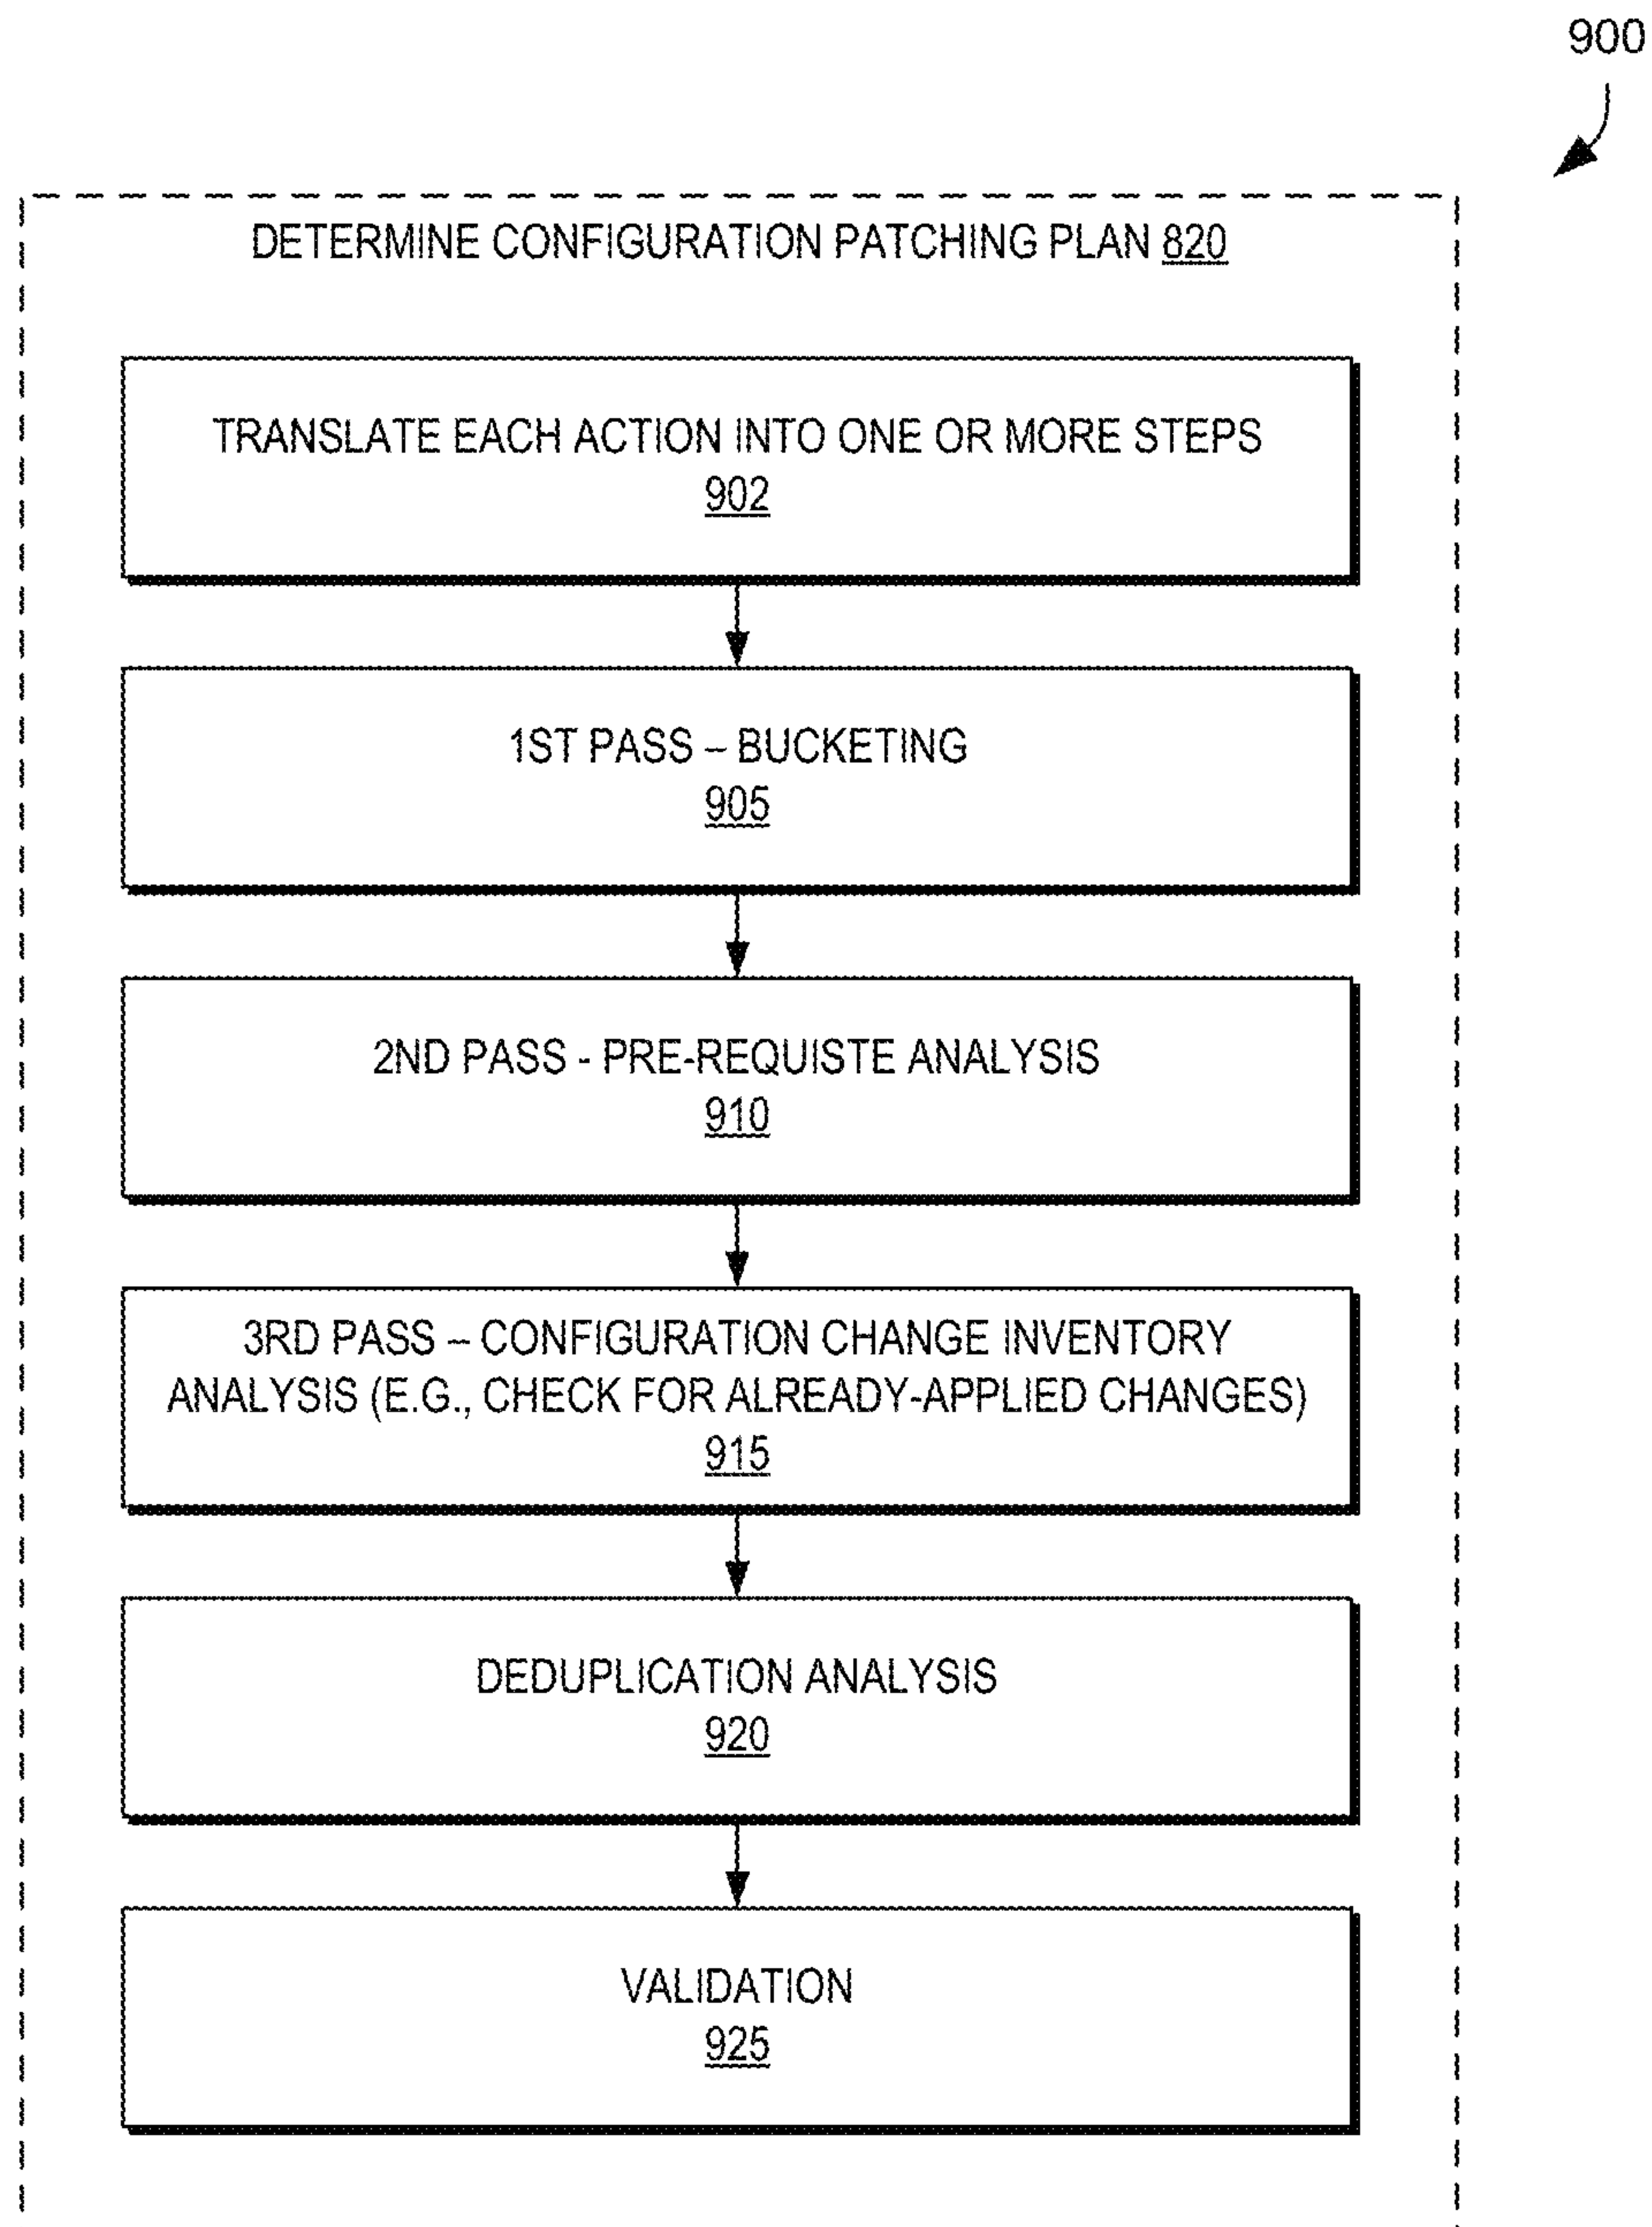 900
DETERMINE CONFIGURATION PATCHING PLAN 820
TRANSLATE EACH ACTION INTO ONE OR MORE STEPS
902
1ST PASS – BUCKETING
905
2ND PASS - PRE-REQUISTE ANALYSIS
910
3RD PASS – CONFIGURATION CHANGE INVENTORY
ANALYSIS (E.G., CHECK FOR ALREADY-APPLIED CHANGES)
915
DEDUPLICATION ANALYSIS
920
VALIDATION
925